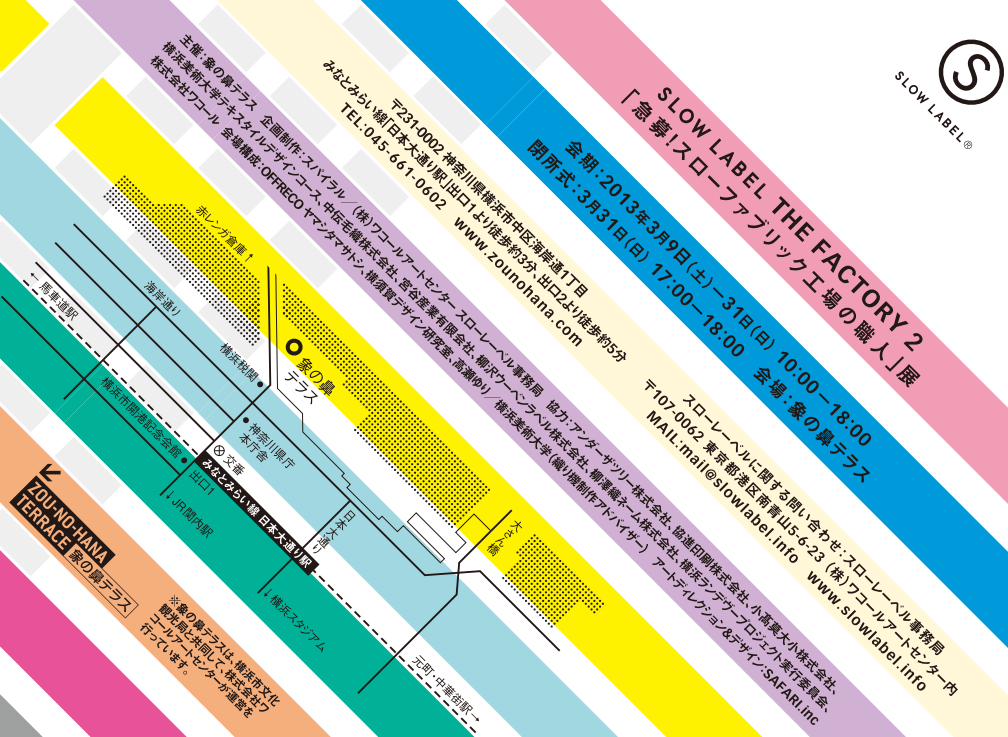 SLOW LABEL®
SLOW LABEL THE FACTORY 2
「急募!スローファブリック工場の職人」展
会期:2013年3月9日(土)—31日(日) 10:00—18:00
閉所式:3月31日(日) 17:00—18:00 会場:象の鼻テラス
〒231-0002 神奈川県横浜市中区海岸通1丁目
みなとみらい線「日本大通り駅」出口1より徒歩約3分、出口2より徒歩約5分
TEL:045-661-0602 www.zounohana.com
スローレーベルに関する問い合わせ:スローレーベル事務局
〒107-0062 東京都港区南青山5-6-23 (株)ワコールアートセンター内
MAIL:mail@slowlabel.info www.slowlabel.info
主催:象の鼻テラス 企画制作:スパイラル/(株)ワコールアートセンター スローレーベル事務局 協力:アンダーザツリー株式会社、協進印刷株式会社、小高莫大小株式会社、
横浜美術大学テキスタイルデザインコース、中伝毛織株式会社、宮谷産業有限会社、柳沢ウーベンラベル株式会社、柳澤織ネーム株式会社、横浜ランデヴープロジェクト実行委員会、
株式会社ワコール 会場構成:OFFRECO ヤマシタマサトシ、横須賀デザイン研究室、高瀬ゆり/横浜美術大学(織り機制作アドバイザー) アートディレクション&デザイン:SAFARI.inc
赤レンガ倉庫↑
象の鼻
テラス
海岸通り
←馬車道駅
横浜税関
横浜市開港記念会館
神奈川県庁
本庁舎
交番
みなとみらい線 日本大通り駅
出口1
↓JR関内駅
日本大通り
大さん橋
↓横浜スタジアム
元町・中華街駅→
ZOU-NO-HANA
TERRACE 象の鼻テラス
※象の鼻テラスは、横浜市文化
観光局と共同して、株式会社ワ
コールアートセンターが運営を
行っています。